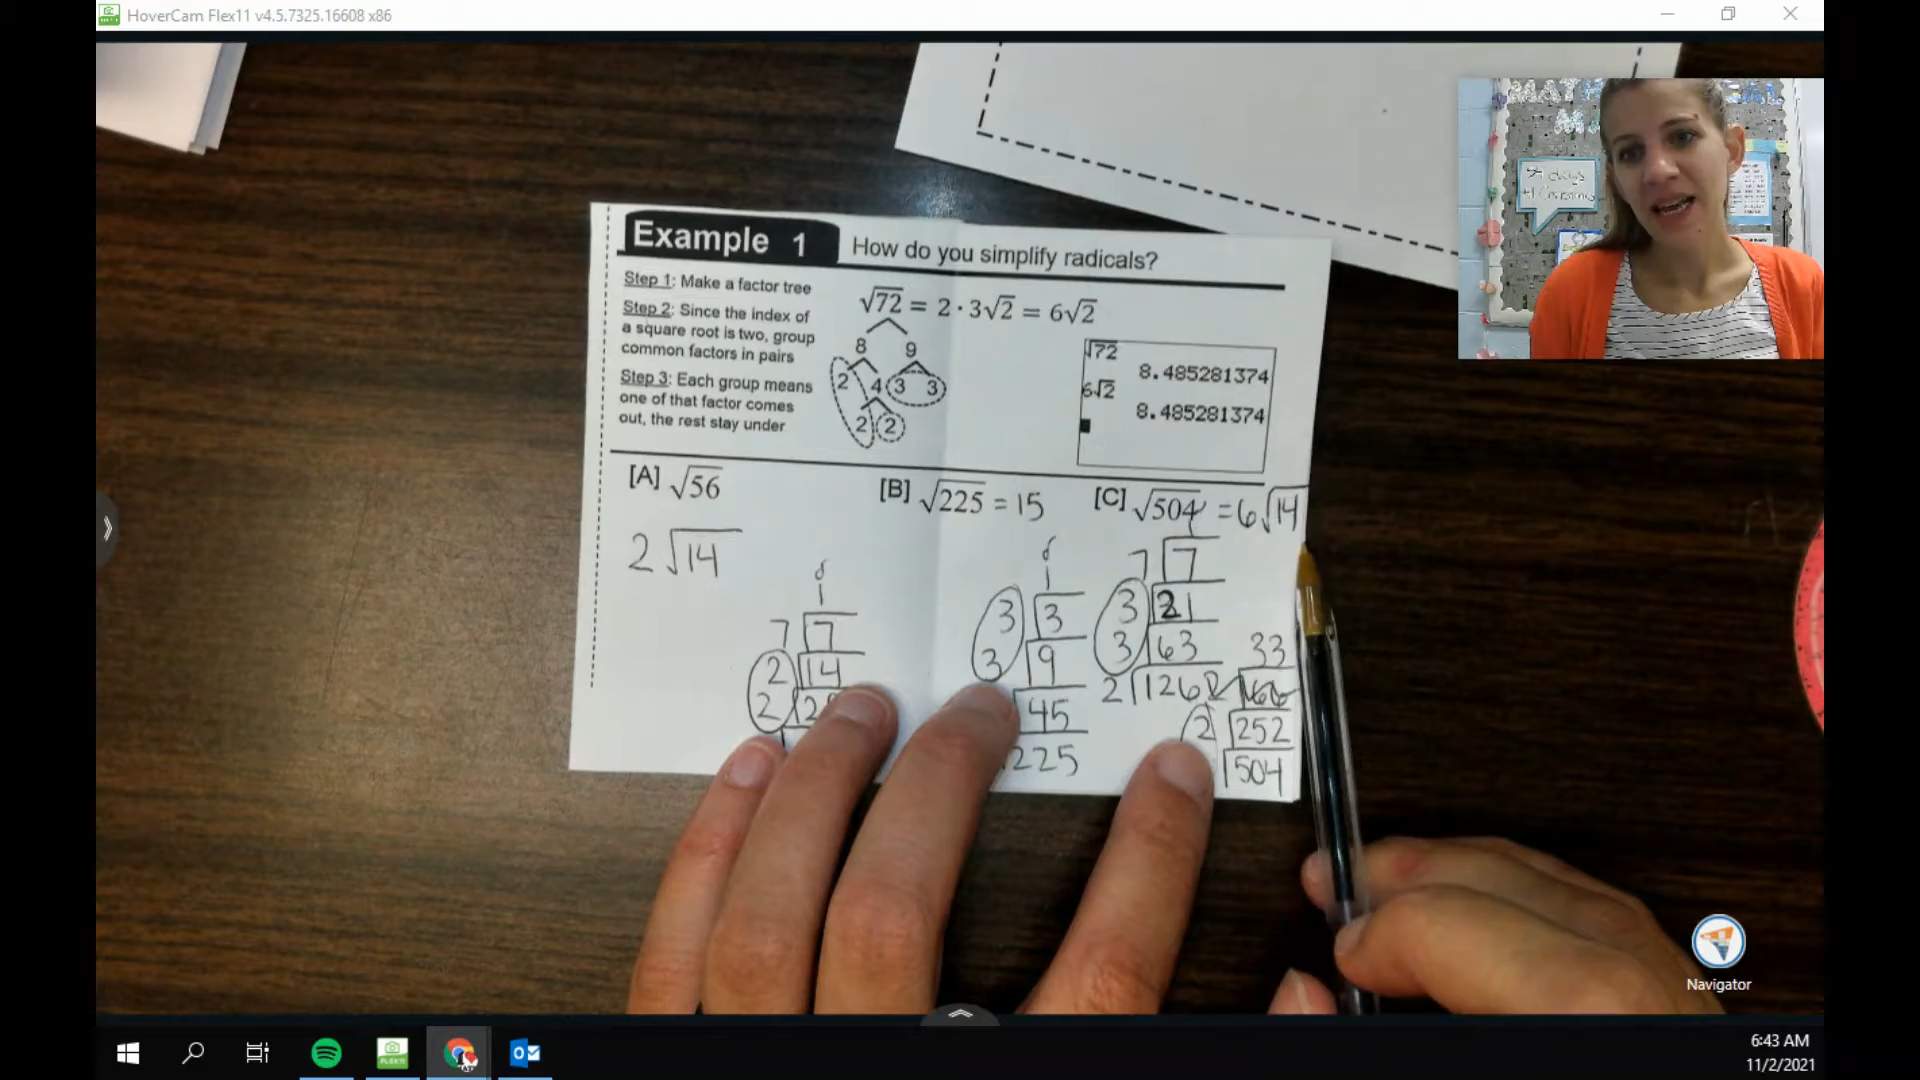 HoverCam Flex11 v4.5.7325.16608 x86
Example 1 How do you simplify radicals?
Step 1: Make a factor tree
Step 2: Since the index of
a square root is two, group
common factors in pairs
Step 3: Each group means
one of that factor comes
out, the rest stay under
√72 = 2 · 3√2 = 6√2
8 9
2 4 3 3
2 2
√72
8.485281374
6√2
8.485281374
[A] √56
2√14
1
7 7
2 14
2
[B] √225 = 15
1
3 3
3 9
45
225
[C] √504 = 6√14
7 7
3 21
3 63
2 126
33
2 252
504
Navigator
FLEX11
6:43 AM
11/2/2021